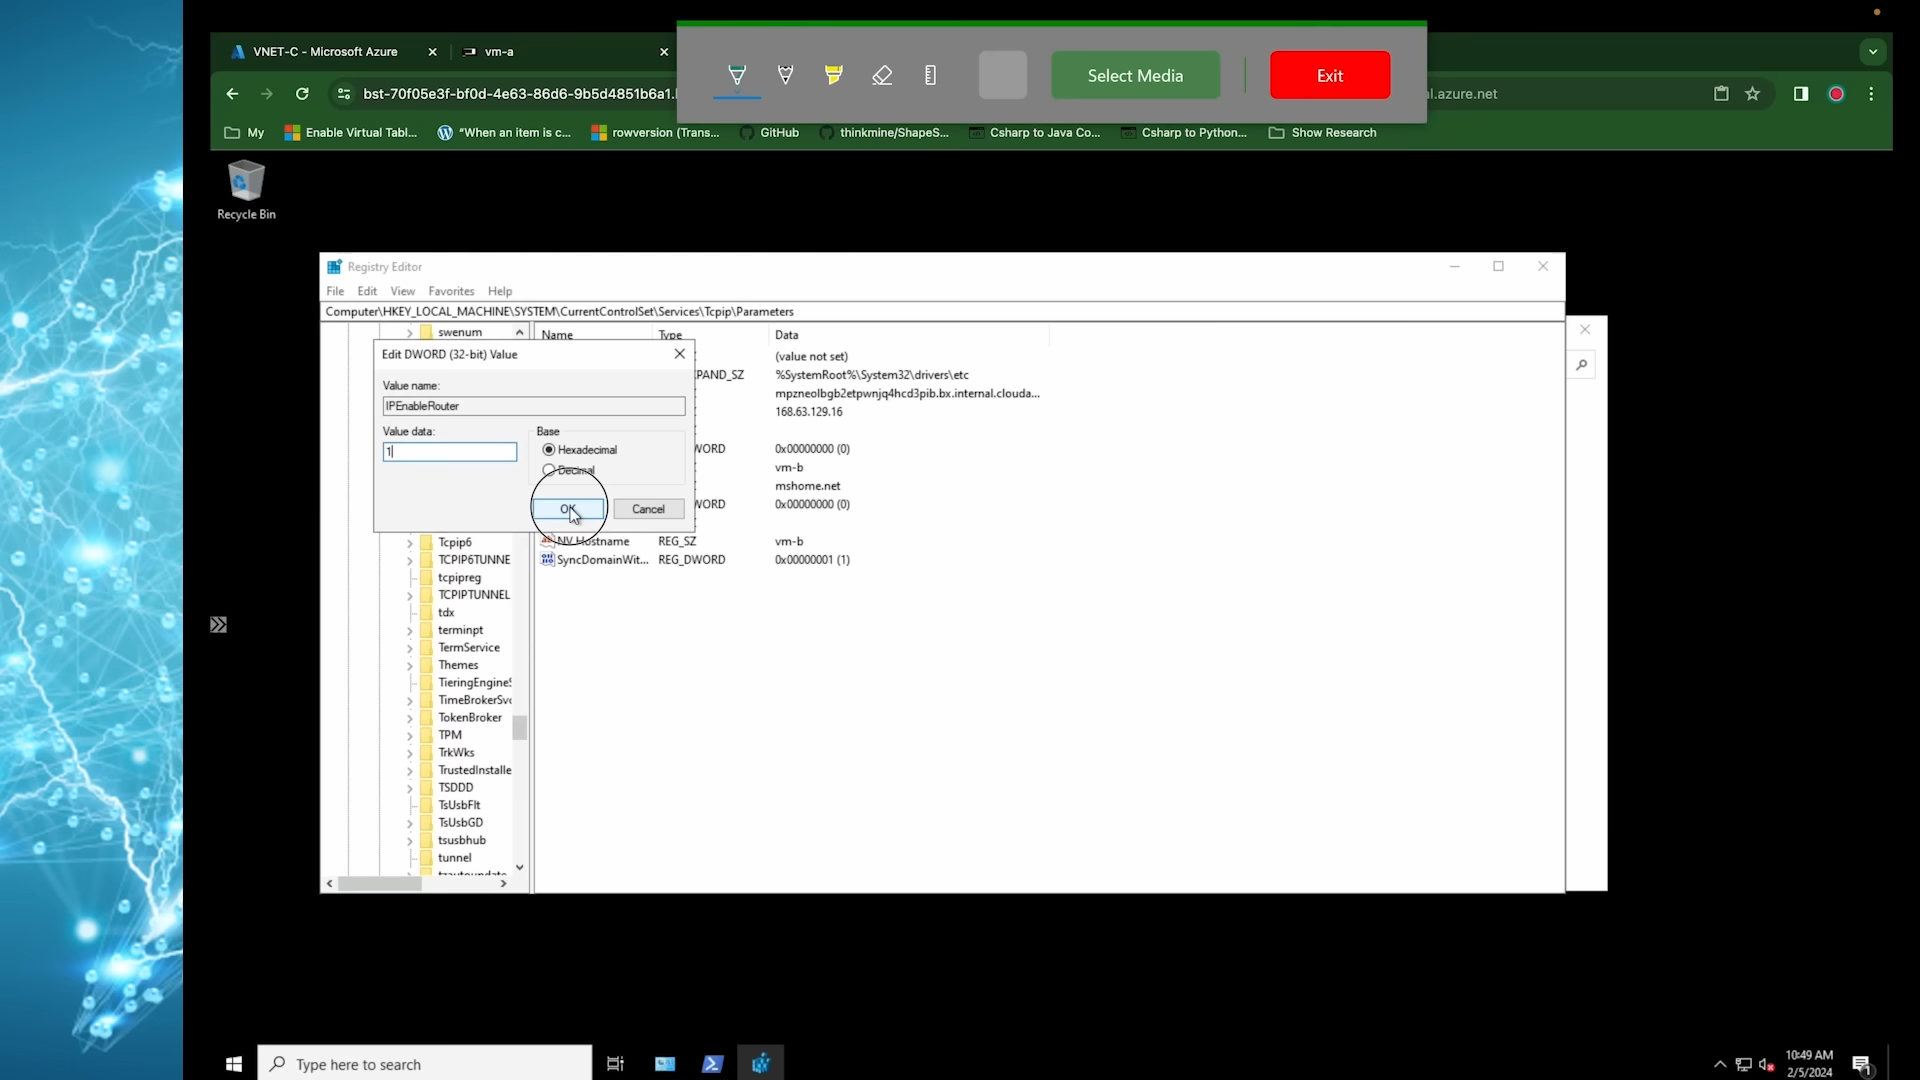 VNET-C - Microsoft Azure
vm-a
Select Media
Exit
bst-70f05e3f-bf0d-4e63-86d6-9b5d4851b6a1.
l.azure.net
My
Enable Virtual Tabl...
"When an item is c...
rowversion (Trans...
GitHub
thinkmine/ShapeS...
Csharp to Java Co...
Csharp to Python...
Show Research
Recycle Bin
Registry Editor
File Edit View Favorites Help
Computer\HKEY_LOCAL_MACHINE\SYSTEM\CurrentControlSet\Services\Tcpip\Parameters
swenum
Name Type Data
Edit DWORD (32-bit) Value
(value not set)
PAND_SZ %SystemRoot%\System32\drivers\etc
Value name:
mpzneolbgb2etpwnjq4hcd3pib.bx.internal.clouda...
IPEnableRouter
168.63.129.16
Value data:
Base
1
Hexadecimal
WORD 0x00000000 (0)
Decimal
vm-b
mshome.net
OK
Cancel
WORD 0x00000000 (0)
NV Hostname REG_SZ vm-b
SyncDomainWit... REG_DWORD 0x00000001 (1)
Tcpip6
TCPIP6TUNNE
tcpipreg
TCPIPTUNNEL
tdx
terminpt
TermService
Themes
TieringEngineS
TimeBrokerSvc
TokenBroker
TPM
TrkWks
TrustedInstalle
TSDDD
TsUsbFlt
TsUsbGD
tsusbhub
tunnel
tzautoupdate
Type here to search
10:49 AM
2/5/2024
1